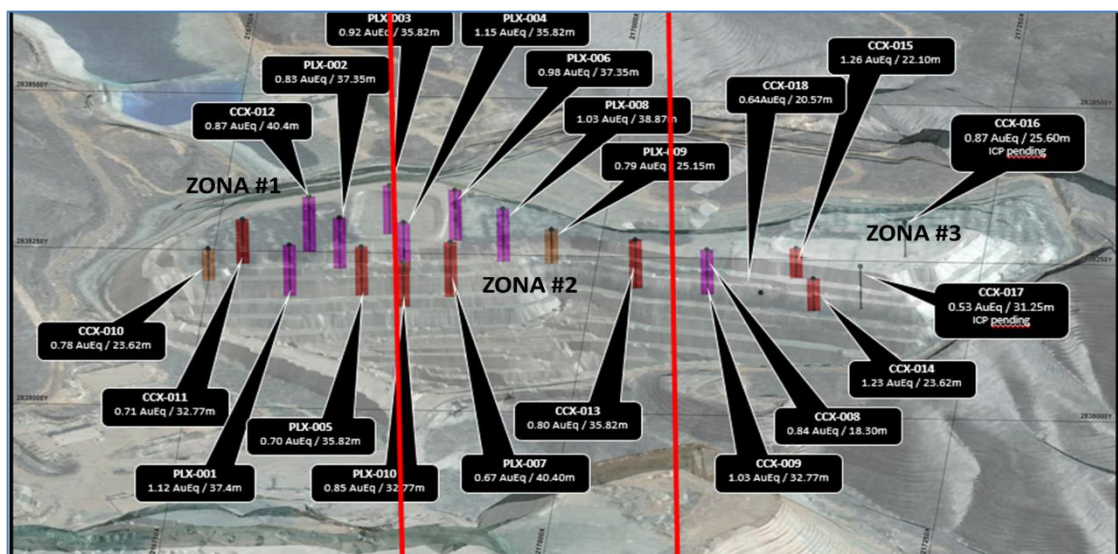 PLX-003
0.92 AuEq / 35.82m
PLX-004
1.15 AuEq / 35.82m
PLX-002
0.83 AuEq / 37.35m
PLX-006
0.98 AuEq / 37.35m
CCX-015
1.26 AuEq / 22.10m
CCX-012
0.87 AuEq / 40.4m
PLX-008
1.03 AuEq / 38.87m
CCX-018
0.64AuEq / 20.57m
CCX-016
0.87 AuEq / 25.60m
ICP pending
PLX-009
0.79 AuEq / 25.15m
ZONA #1
ZONA #2
ZONA #3
CCX-010
0.78 AuEq / 23.62m
CCX-011
0.71 AuEq / 32.77m
PLX-001
1.12 AuEq / 37.4m
PLX-005
0.70 AuEq / 35.82m
PLX-010
0.85 AuEq / 32.77m
PLX-007
0.67 AuEq / 40.40m
CCX-013
0.80 AuEq / 35.82m
CCX-009
1.03 AuEq / 32.77m
CCX-008
0.84 AuEq / 18.30m
CCX-014
1.23 AuEq / 23.62m
CCX-017
0.53 AuEq / 31.25m
ICP pending
2838500Y
2838250Y
2838000Y
216750X
217000X
2838250Y
2838000Y
217000X